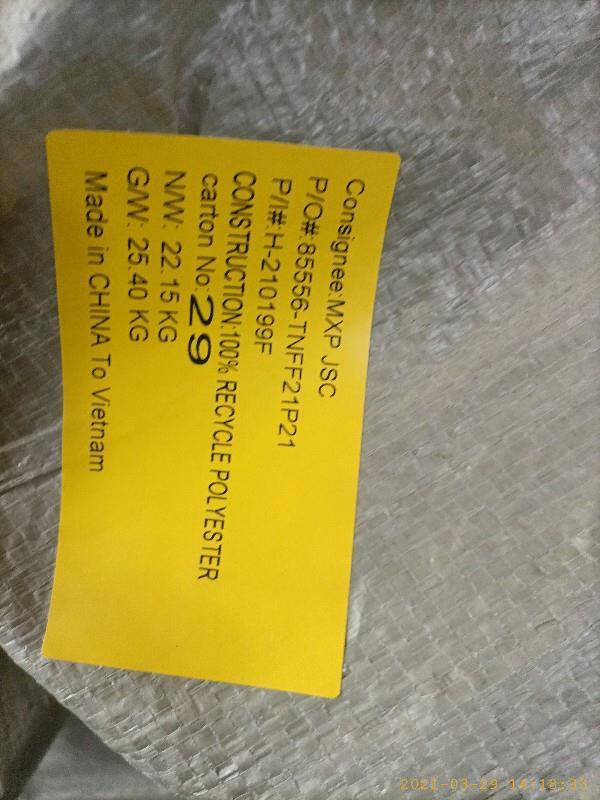 Consignee:MXP JSC
P/O#:85556-TNFF21P21
P/I#:H-210199F
CONSTRUCTION:100% RECYCLE POLYESTER
carton No:29
N/W: 22.15 KG
G/W: 25.40 KG
Made in CHINA To Vietnam
2021-03-29 14:18:33